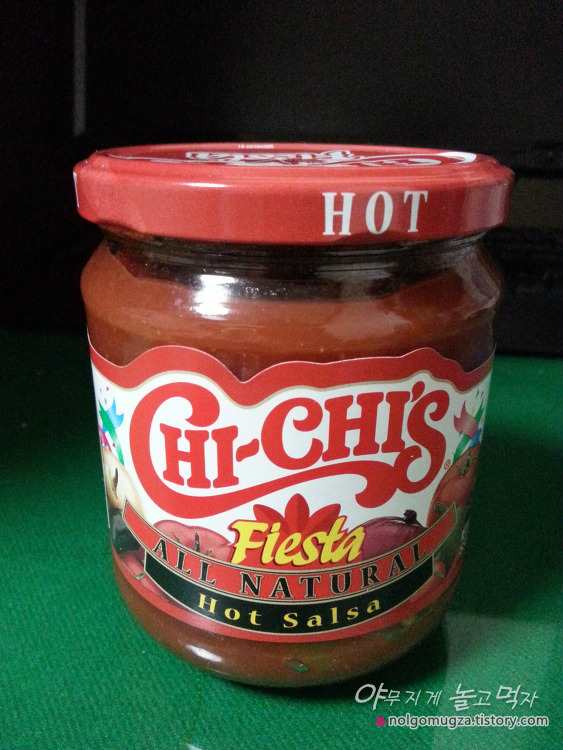 HOT
CHI-CHI'S®
Fiesta
ALL NATURAL
Hot Salsa
야무지게 놀고먹자
nolgomugza.tistory.com